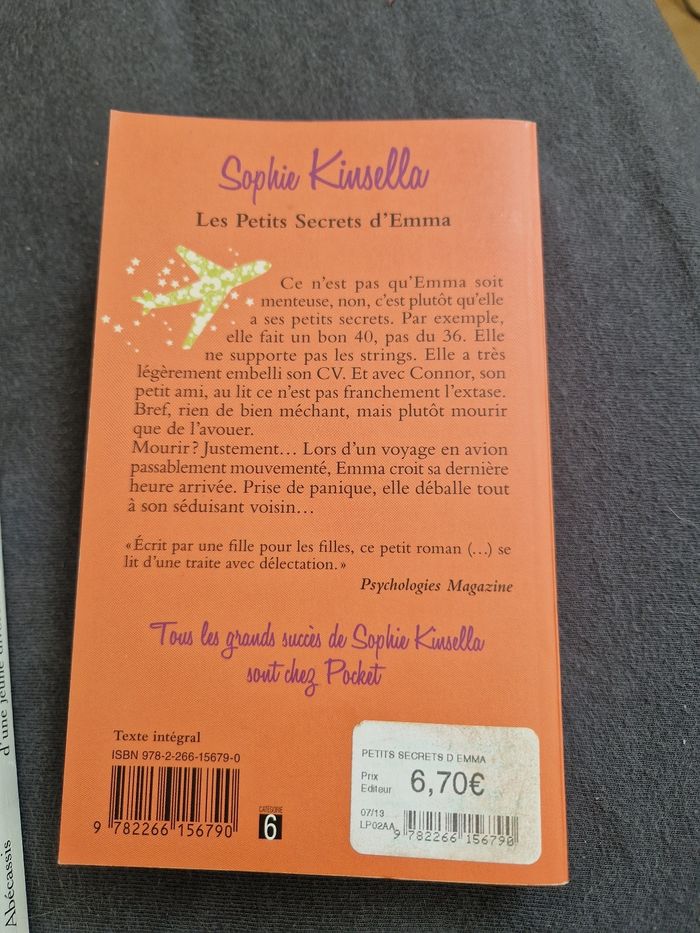 Sophie Kinsella
Les Petits Secrets d'Emma
Ce n'est pas qu'Emma soit
menteuse, non, c'est plutôt qu'elle
a ses petits secrets. Par exemple,
elle fait un bon 40, pas du 36. Elle
ne supporte pas les strings. Elle a très
légèrement embelli son CV. Et avec Connor, son
petit ami, au lit ce n'est pas franchement l'extase.
Bref, rien de bien méchant, mais plutôt mourir
que de l'avouer.
Mourir ? Justement... Lors d'un voyage en avion
passablement mouvementé, Emma croit sa dernière
heure arrivée. Prise de panique, elle déballe tout
à son séduisant voisin...
« Écrit par une fille pour les filles, ce petit roman (...) se
lit d'une traite avec délectation. »
Psychologies Magazine
Tous les grands succès de Sophie Kinsella
sont chez Pocket
Texte intégral
ISBN 978-2-266-15679-0
9 782266 156790
CATÉGORIE
6
PETITS SECRETS D EMMA
Prix
Editeur
6,70€
07/13
LP02AA
9 782266 156790
Abécassis
d'une jeune